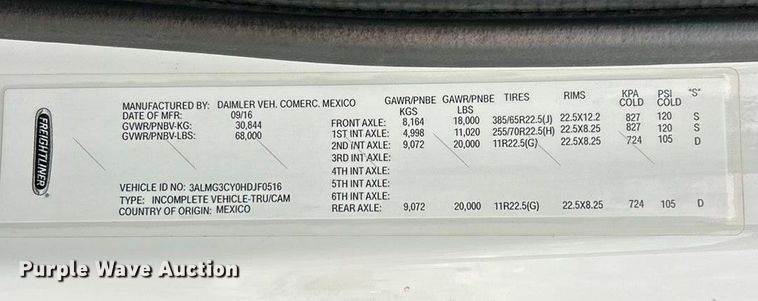 FREIGHTLINER
MANUFACTURED BY: DAIMLER VEH. COMERC. MEXICO
DATE OF MFR: 09/16
GVWR/PNBV-KG: 30,844
GVWR/PNBV-LBS: 68,000
VEHICLE ID NO: 3ALMG3CY0HDJF0516
TYPE: INCOMPLETE VEHICLE-TRU/CAM
COUNTRY OF ORIGIN: MEXICO
GAWR/PNBE KGS GAWR/PNBE LBS TIRES RIMS KPA COLD PSI COLD "S"
FRONT AXLE: 8,164 18,000 385/65R22.5(J) 22.5X12.2 827 120 S
1ST INT AXLE: 4,998 11,020 255/70R22.5(H) 22.5X8.25 827 120 S
2ND INT AXLE: 9,072 20,000 11R22.5(G) 22.5X8.25 724 105 D
3RD INT AXLE:
4TH INT AXLE:
5TH INT AXLE:
6TH INT AXLE:
REAR AXLE: 9,072 20,000 11R22.5(G) 22.5X8.25 724 105 D
Purple Wave Auction